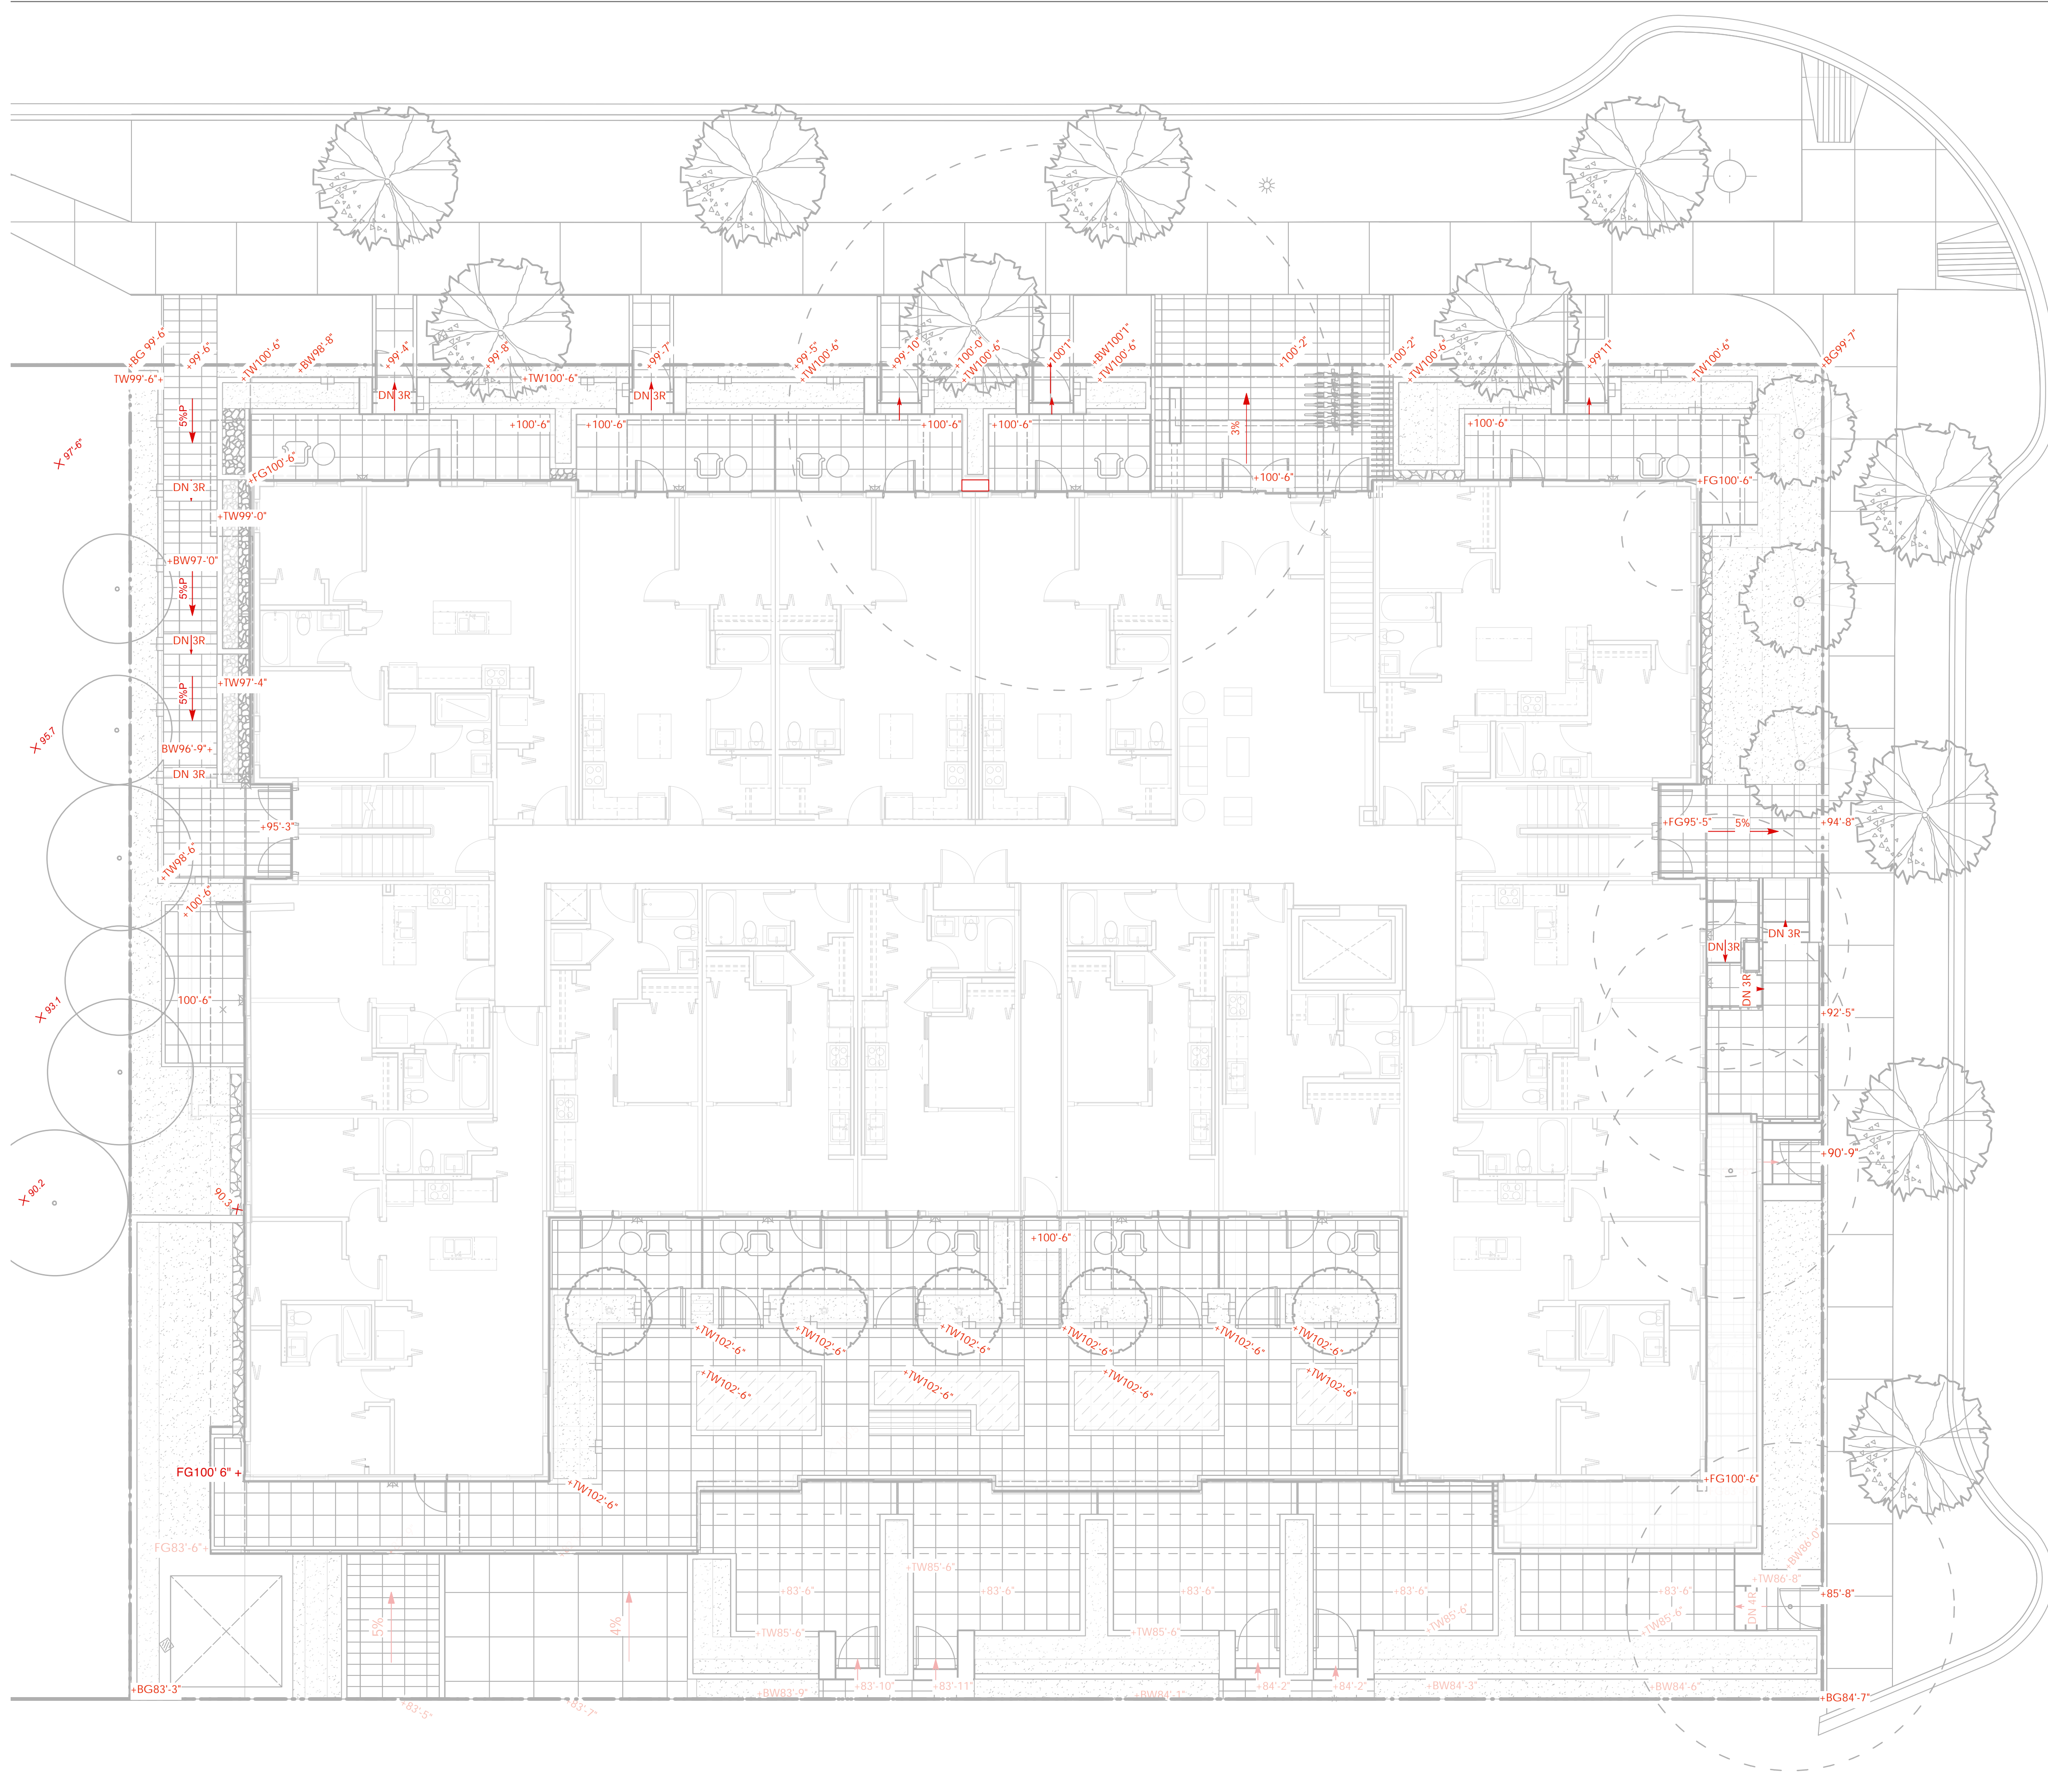 +BG 99'-6"
+99'-6"
+TW100'-6"
+BW98'-8"
+99'-4"
+99'-8"
+99'-7"
+99'-5"
+TW100'-6"
+99'-10"
+100'-0"
+TW100'-6"
+100'1"
+BW100'1"
+TW100'-6"
+100'-2"
+100'-2"
+TW100'-6"
+99'11"
+TW100'-6"
+BG99'-7"
TW99'-6"+
+TW100'-6"
DN 3R
DN 3R
5%P
+100'-6"
+100'-6"
+100'-6"
+100'-6"
3%
+100'-6"
97'-6"
+FG100'-6"
+100'-6"
+FG100'-6"
DN 3R
+TW99'-0"
+BW97'-'0"
5%P
DN 3R
+TW97'-4"
5%P
95.7
BW96'-9"+
DN 3R
+95'-3"
+FG95'-5"
5%
+94'-8"
+TW98'-6"
+100'-6"
DN 3R
DN 3R
DN 3R
100'-6"
93.1
+92'-5"
+90'-9"
90.2
90.3
+100'-6"
+TW102'-6"
+TW102'-6"
+TW102'-6"
+TW102'-6"
+TW102'-6"
+TW102'-6"
+TW102'-6"
+TW102'-6"
+TW102'-6"
+TW102'-6"
FG100' 6" +
+TW102'-6"
+FG100'-6"
FG83'-6"+
+BW86'-0"
+TW85'-6"
+TW86'-8"
+83'-6"
+83'-6"
+83'-6"
+83'-6"
+83'-6"
+85'-8"
DN 4R
5%
4%
+TW85'-6"
+TW85'-6"
+TW85'-6"
+TW85'-6"
+BG83'-3"
+BW83'-9"
+83'-10"
+83'-11"
+BW84'-1"
+84'-2"
+84'-2"
+BW84'-3"
+BW84'-6"
+BG84'-7"
+83'-5"
+83'-7"